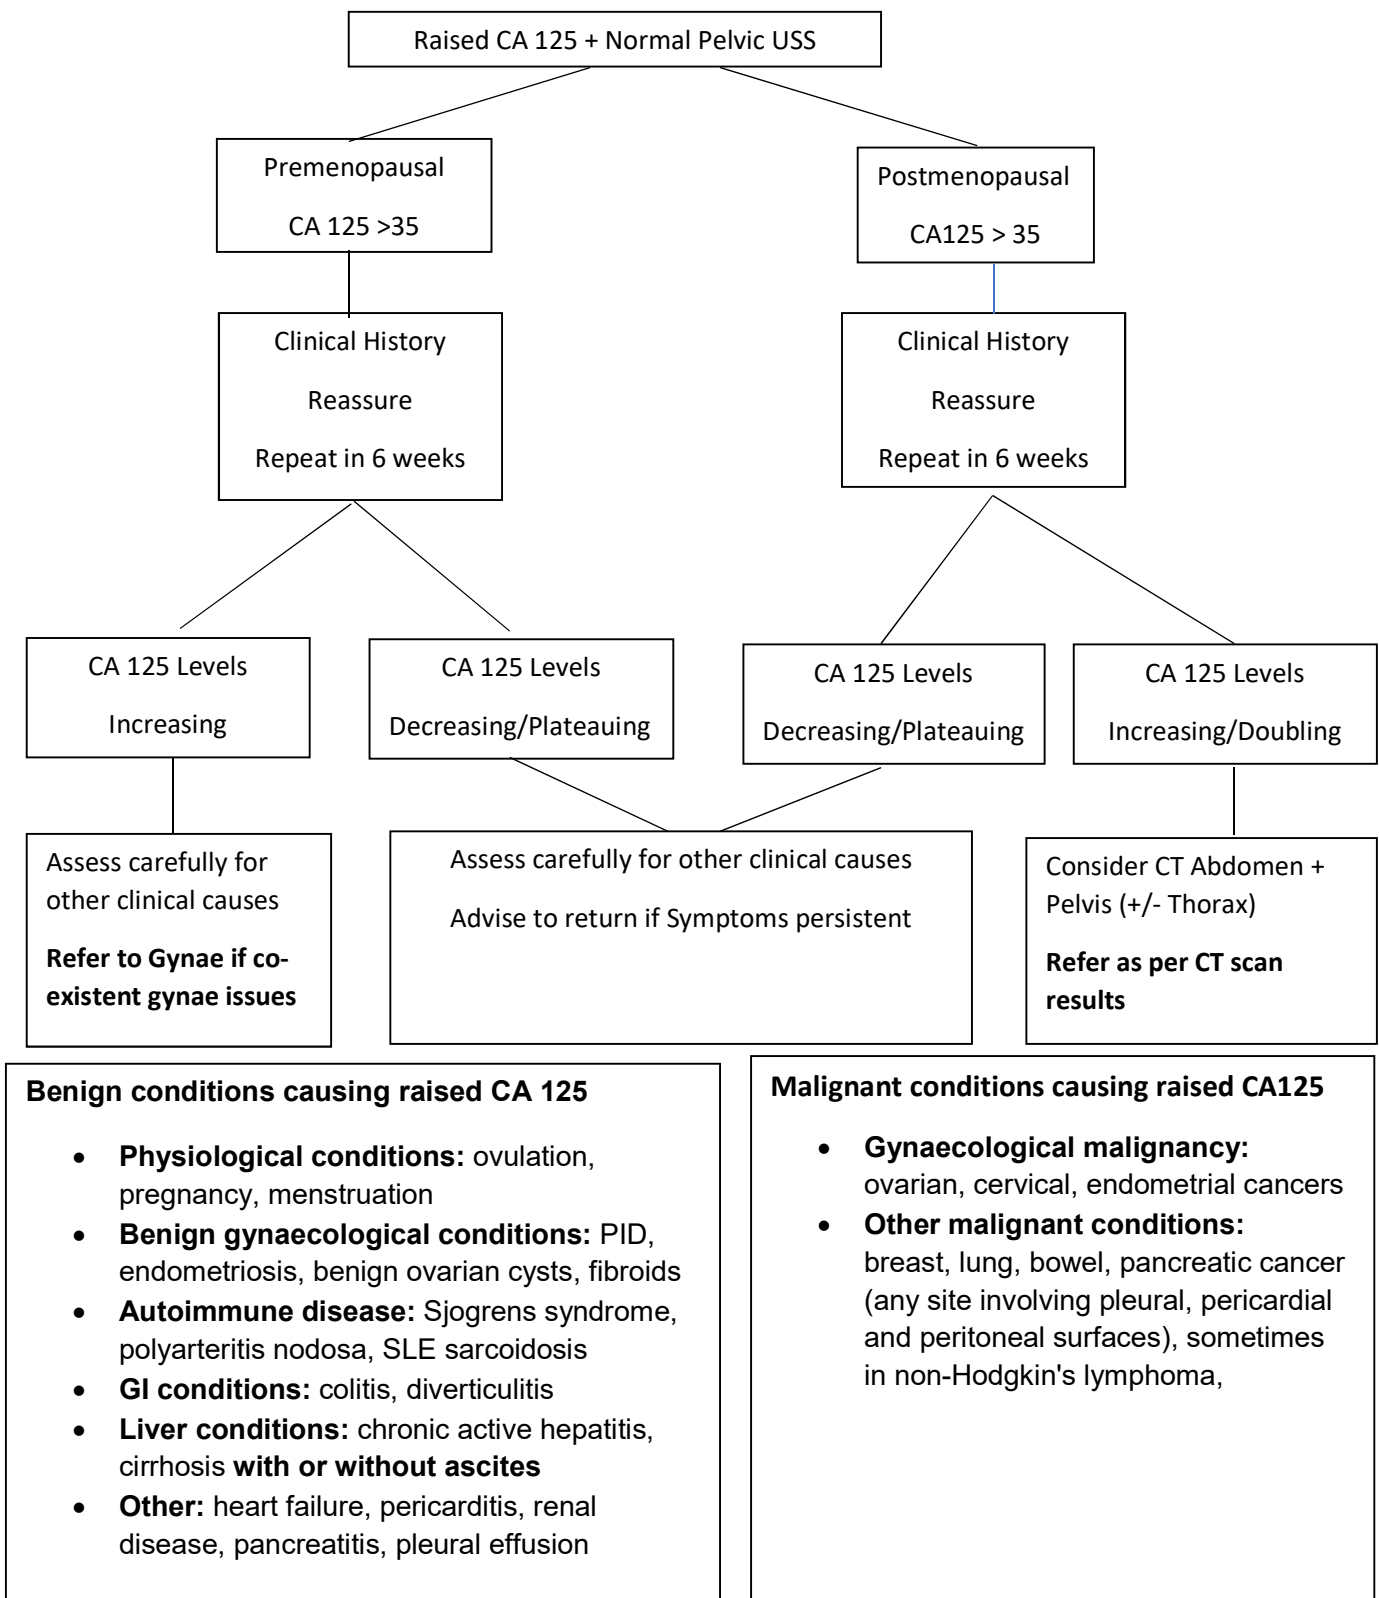 Raised CA 125 + Normal Pelvic USS
Premenopausal
CA 125 >35
Postmenopausal
CA125 > 35
Clinical History
Reassure
Repeat in 6 weeks
Clinical History
Reassure
Repeat in 6 weeks
CA 125 Levels
Increasing
CA 125 Levels
Decreasing/Plateauing
CA 125 Levels
Decreasing/Plateauing
CA 125 Levels
Increasing/Doubling
Assess carefully for
other clinical causes
Refer to Gynae if co-
existent gynae issues
Assess carefully for other clinical causes
Advise to return if Symptoms persistent
Consider CT Abdomen +
Pelvis (+/- Thorax)
Refer as per CT scan
results
Benign conditions causing raised CA 125
• Physiological conditions: ovulation,
pregnancy, menstruation
• Benign gynaecological conditions: PID,
endometriosis, benign ovarian cysts, fibroids
• Autoimmune disease: Sjogrens syndrome,
polyarteritis nodosa, SLE sarcoidosis
• GI conditions: colitis, diverticulitis
• Liver conditions: chronic active hepatitis,
cirrhosis with or without ascites
• Other: heart failure, pericarditis, renal
disease, pancreatitis, pleural effusion
Malignant conditions causing raised CA125
• Gynaecological malignancy:
ovarian, cervical, endometrial cancers
• Other malignant conditions:
breast, lung, bowel, pancreatic cancer
(any site involving pleural, pericardial
and peritoneal surfaces), sometimes
in non-Hodgkin's lymphoma,